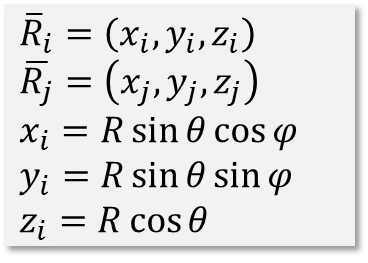 R̅ᵢ = (xᵢ, yᵢ, zᵢ)
R̅ⱼ = (xⱼ, yⱼ, zⱼ)
xᵢ = R sin θ cos φ
yᵢ = R sin θ sin φ
zᵢ = R cos θ